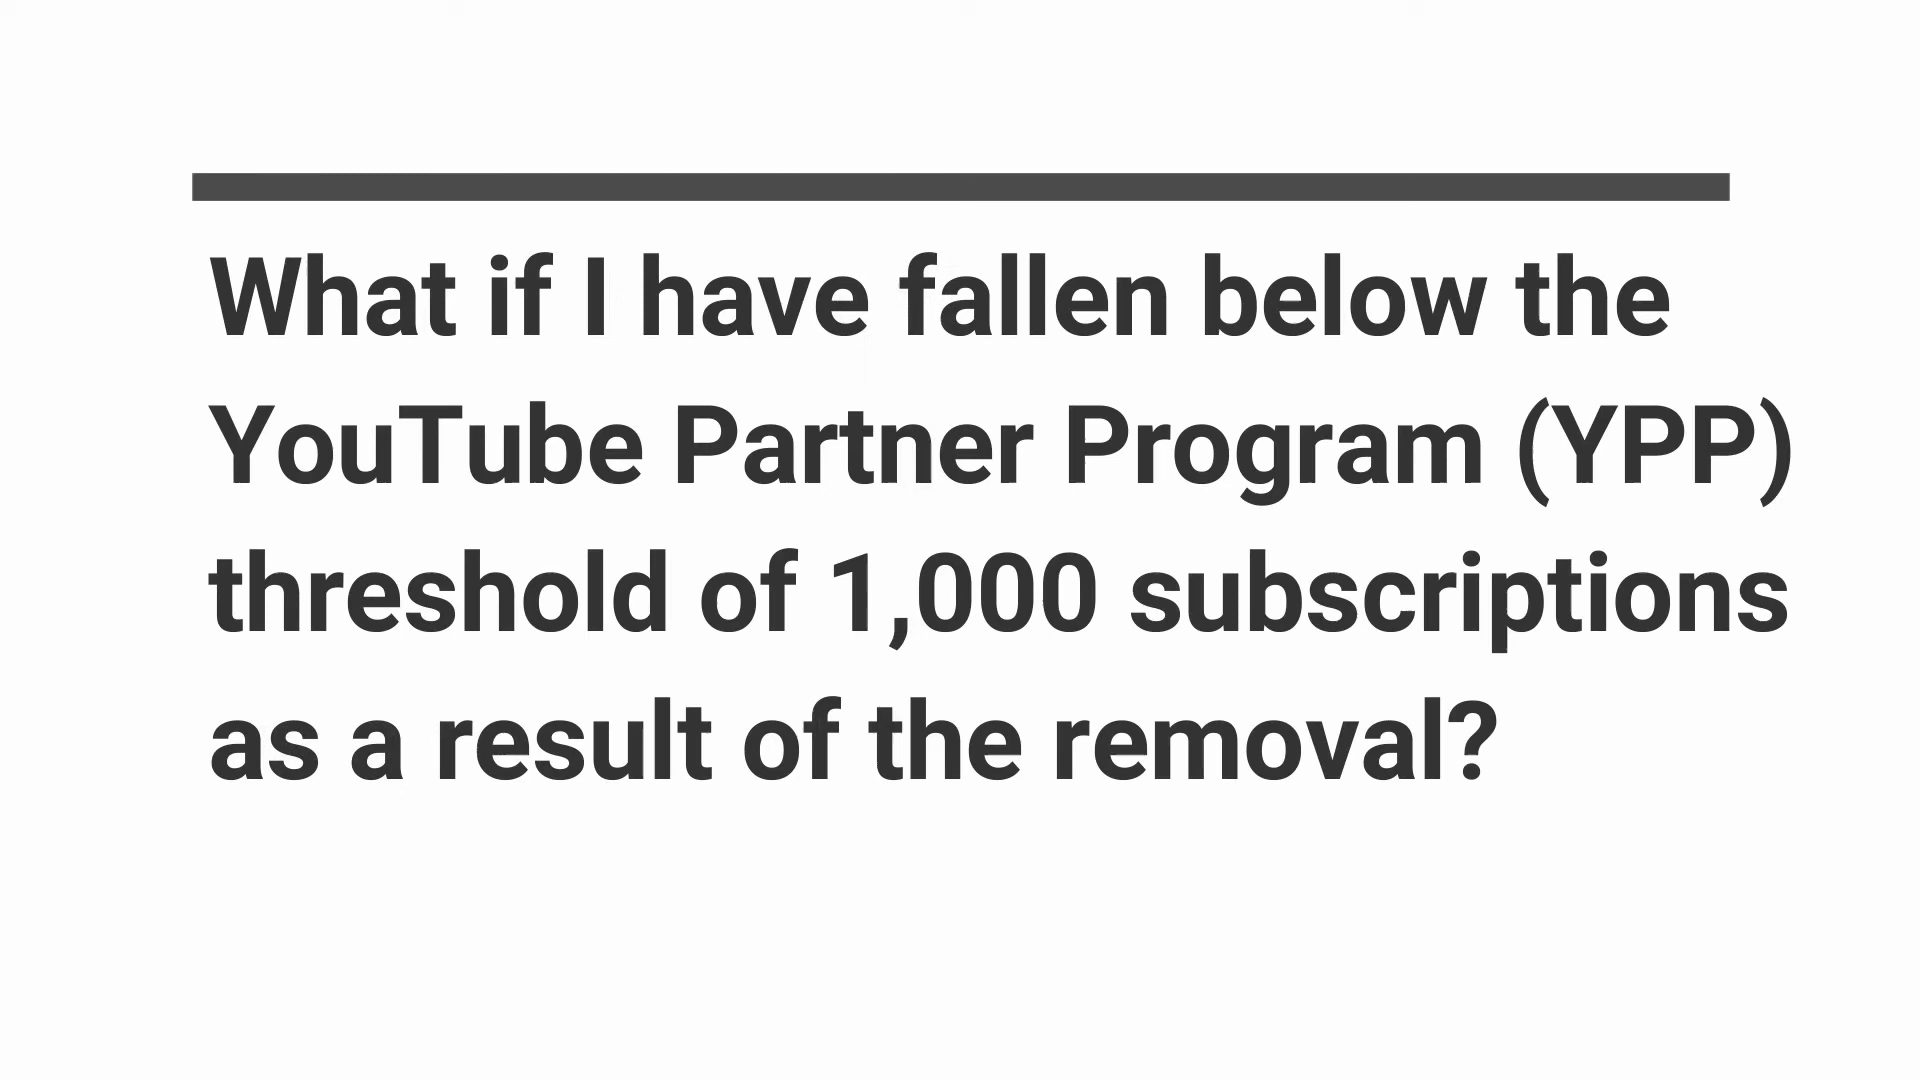 What if I have fallen below the
YouTube Partner Program (YPP)
threshold of 1,000 subscriptions
as a result of the removal?